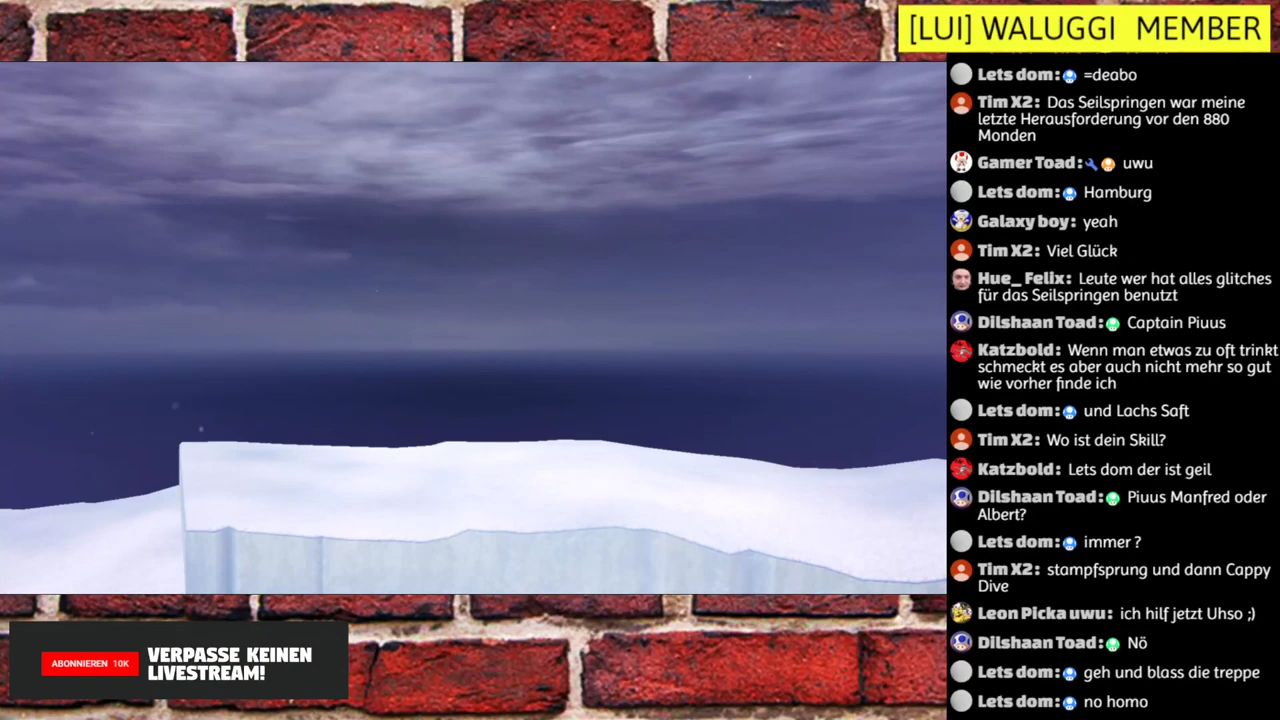 [LUI] WALUGGI MEMBER
Lets dom: =deabo
Tim X2: Das Seilspringen war meine
letzte Herausforderung vor den 880
Monden
Gamer Toad: uwu
Lets dom: Hamburg
Galaxy boy: yeah
Tim X2: Viel Glück
Hue_ Felix: Leute wer hat alles glitches
für das Seilspringen benutzt
Dilshaan Toad: Captain Piuus
Katzbold: Wenn man etwas zu oft trinkt
schmeckt es aber auch nicht mehr so gut
wie vorher finde ich
Lets dom: und Lachs Saft
Tim X2: Wo ist dein Skill?
Katzbold: Lets dom der ist geil
Dilshaan Toad: Piuus Manfred oder
Albert?
Lets dom: immer ?
Tim X2: stampfsprung und dann Cappy
Dive
Leon Picka uwu: ich hilf jetzt Uhso ;)
Dilshaan Toad: Nö
Lets dom: geh und blass die treppe
Lets dom: no homo
ABONNIEREN 10K
VERPASSE KEINEN
LIVESTREAM!